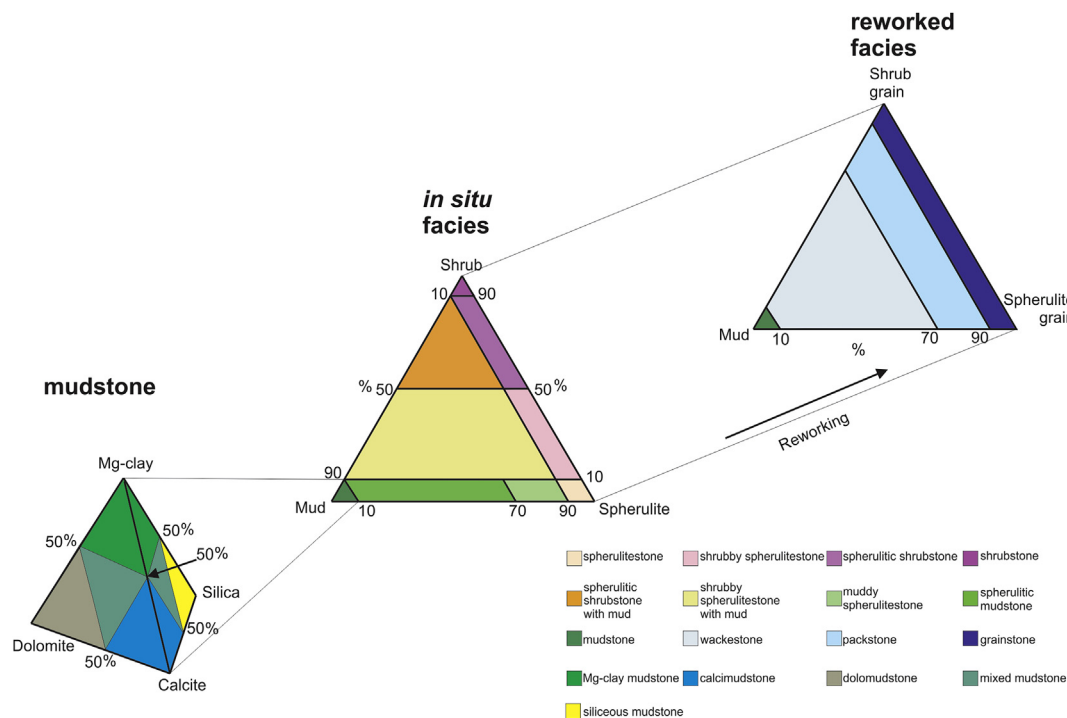 reworked
facies
Shrub
grain
Mud
10
70
90
%
Spherulite
grain
in situ
facies
Shrub
10
90
% 50
50 %
90
10
Mud
10
70
90
Spherulite
Reworking
mudstone
Mg-clay
50%
50%
50%
Silica
50%
Dolomite
50%
Calcite
spherulitestone
shrubby spherulitestone
spherulitic shrubstone
shrubstone
spherulitic
shrubstone
with mud
shrubby
spherulitestone
with mud
muddy
spherulitestone
spherulitic
mudstone
mudstone
wackestone
packstone
grainstone
Mg-clay mudstone
calcimudstone
dolomudstone
mixed mudstone
siliceous mudstone